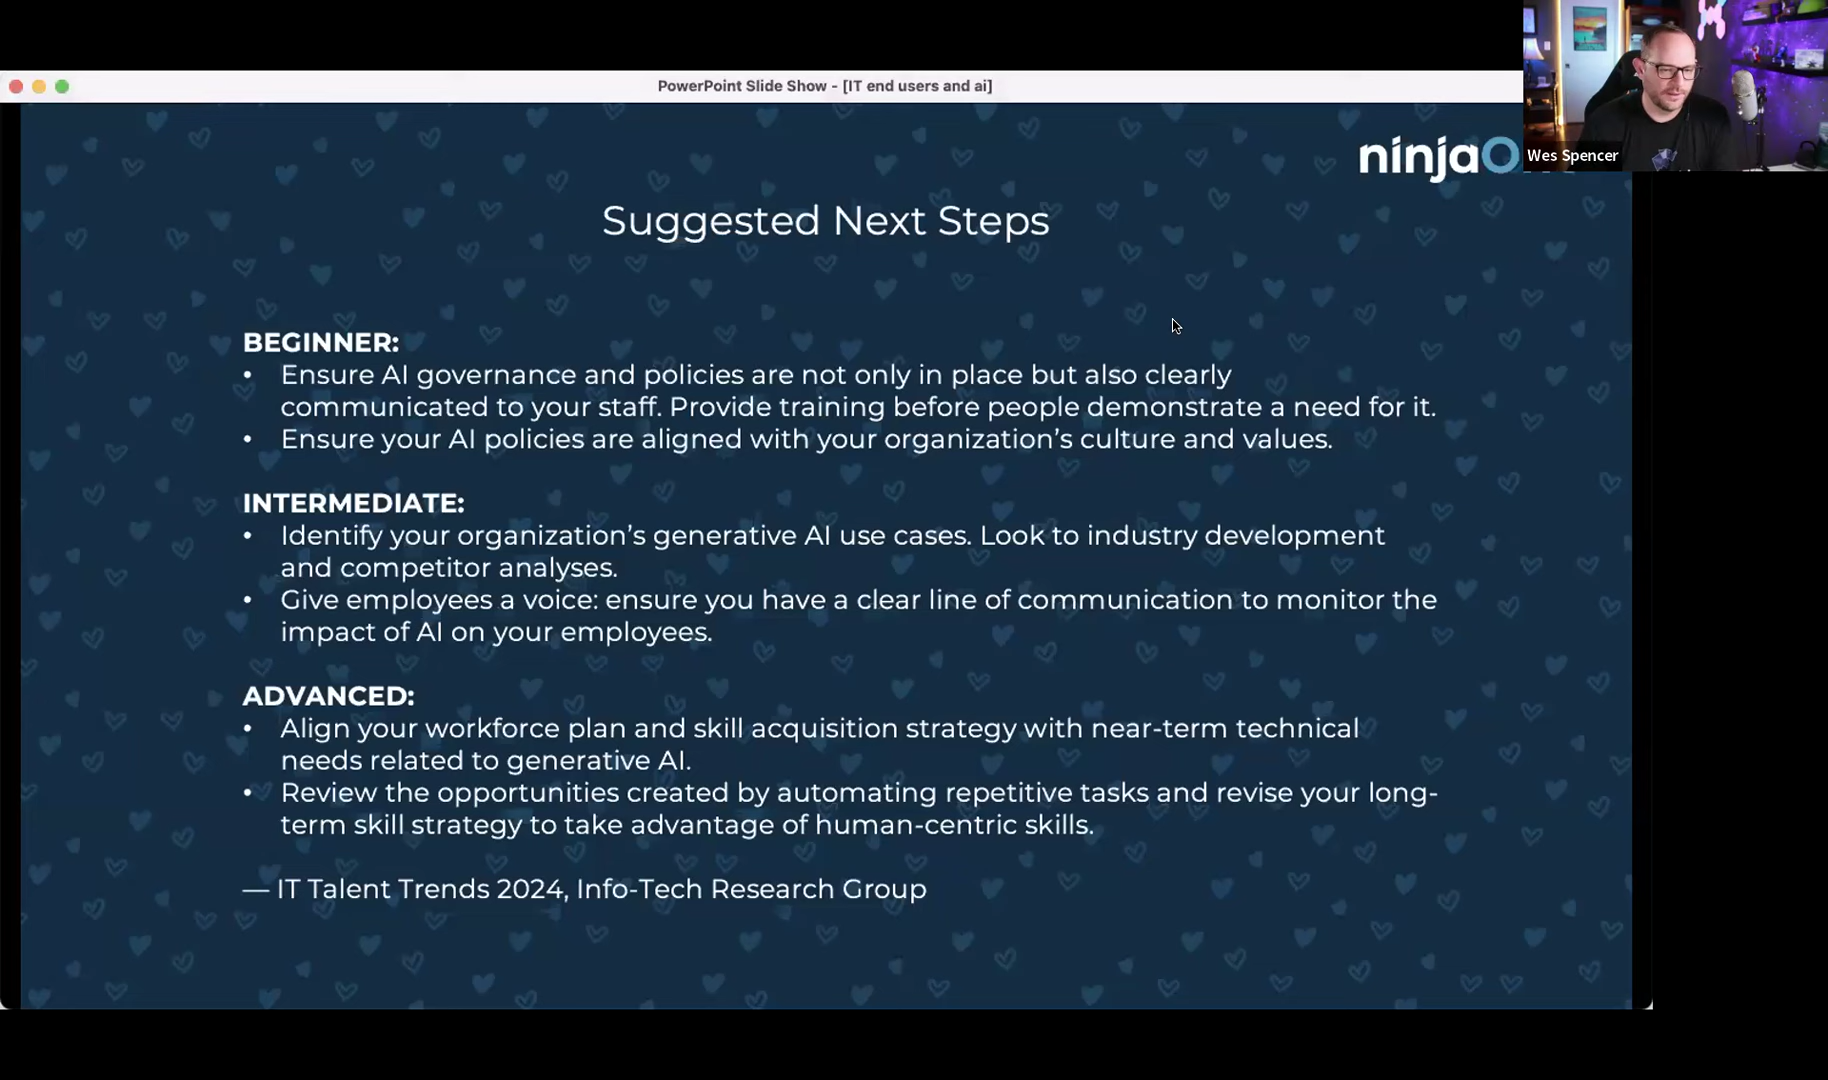 PowerPoint Slide Show - [IT end users and ai]
ninjaO
Wes Spencer
Suggested Next Steps
BEGINNER:
• Ensure AI governance and policies are not only in place but also clearly
communicated to your staff. Provide training before people demonstrate a need for it.
• Ensure your AI policies are aligned with your organization’s culture and values.
INTERMEDIATE:
• Identify your organization’s generative AI use cases. Look to industry development
and competitor analyses.
• Give employees a voice: ensure you have a clear line of communication to monitor the
impact of AI on your employees.
ADVANCED:
• Align your workforce plan and skill acquisition strategy with near-term technical
needs related to generative AI.
• Review the opportunities created by automating repetitive tasks and revise your long-
term skill strategy to take advantage of human-centric skills.
— IT Talent Trends 2024, Info-Tech Research Group